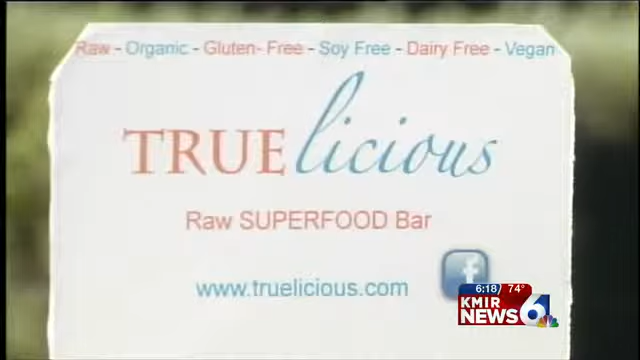 Raw - Organic - Gluten- Free - Soy Free - Dairy Free - Vegan
TRUElicious
Raw SUPERFOOD Bar
www.truelicious.com
f
6:18 74°
KMIR
NEWS 6